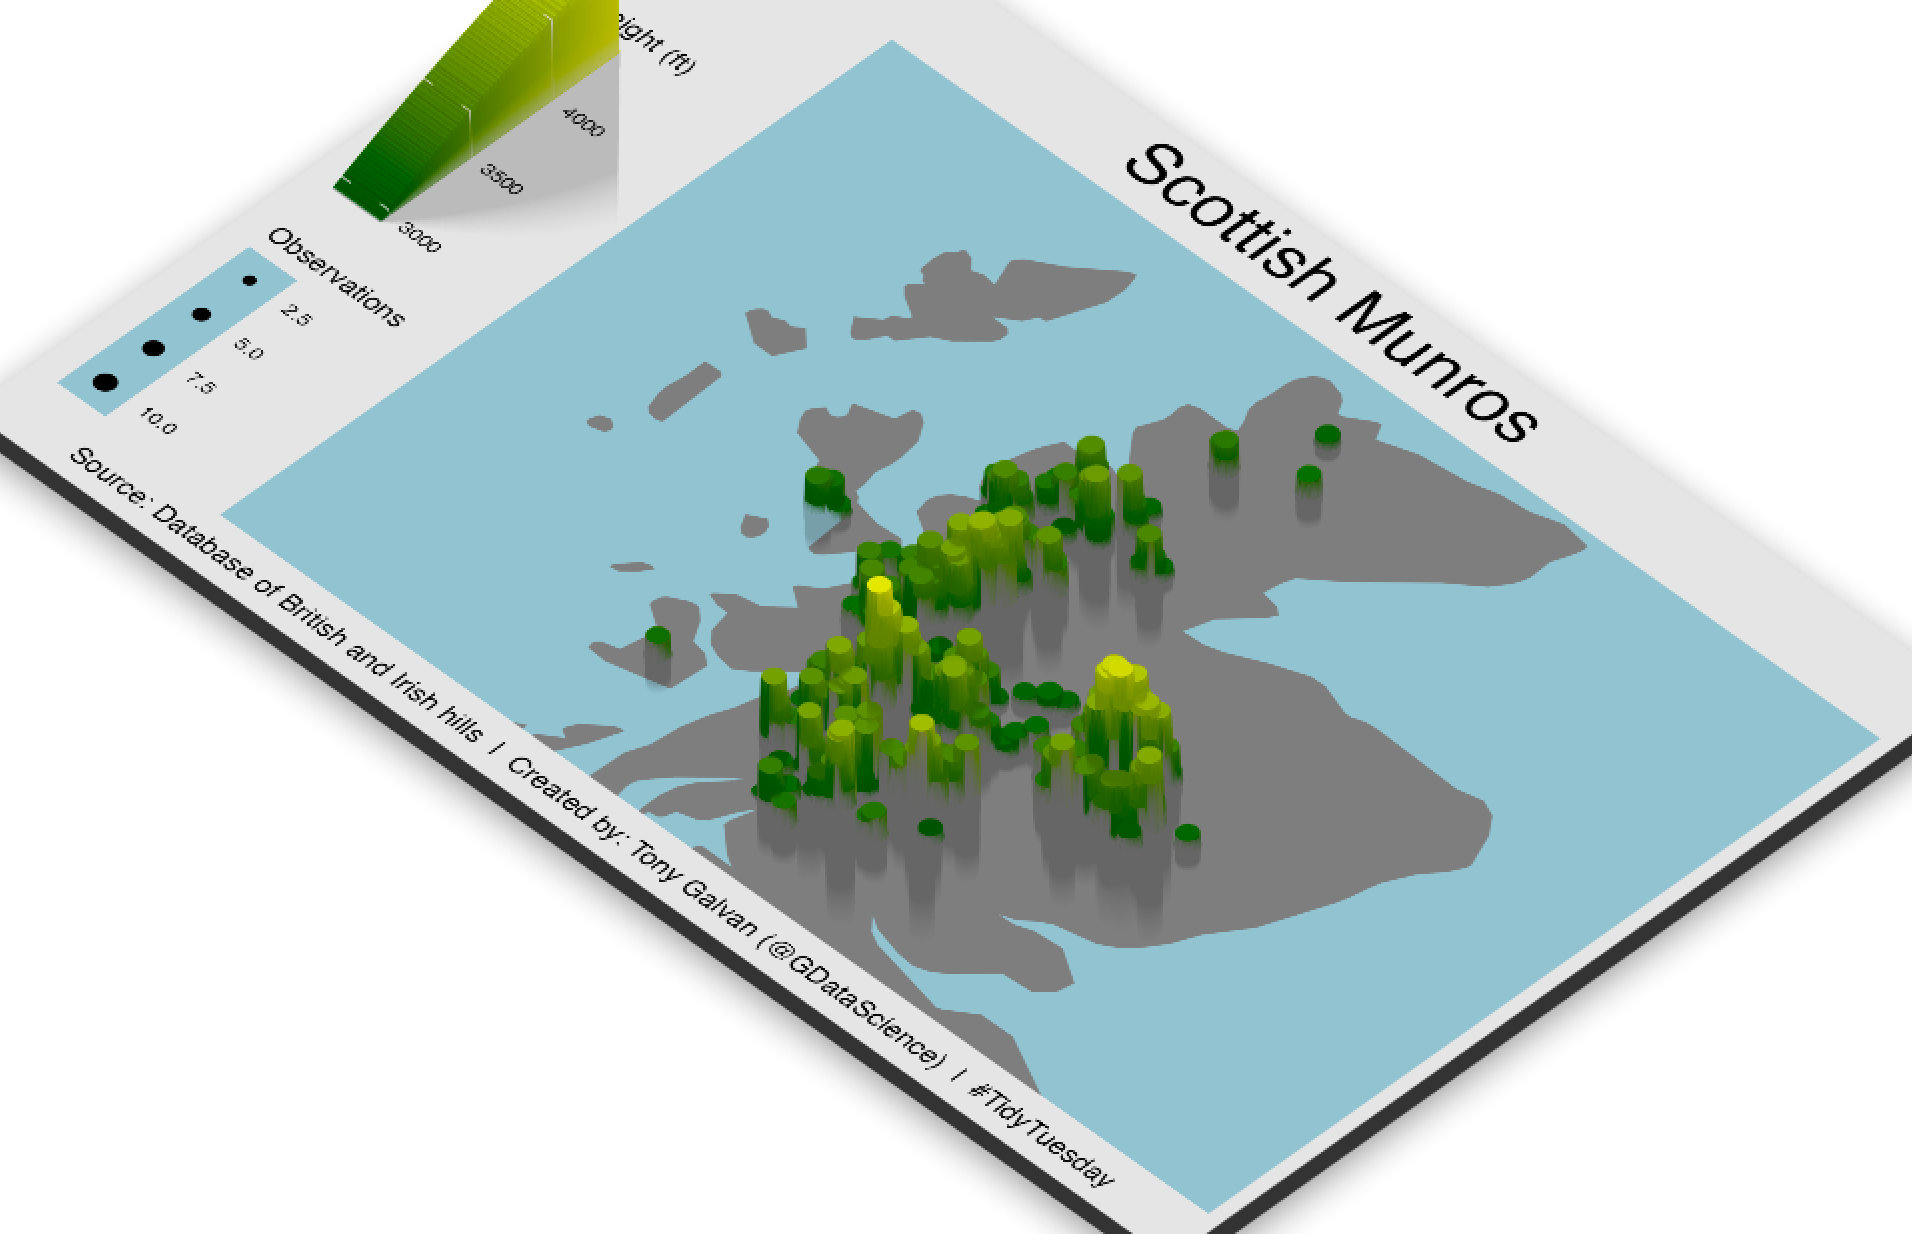 Scottish Munros
(ft)
4000
3500
3000
Observations
2.5
5.0
7.5
10.0
Source: Database of British and Irish hills | Created by: Tony Galvan (@GDataScience) | #TidyTuesday